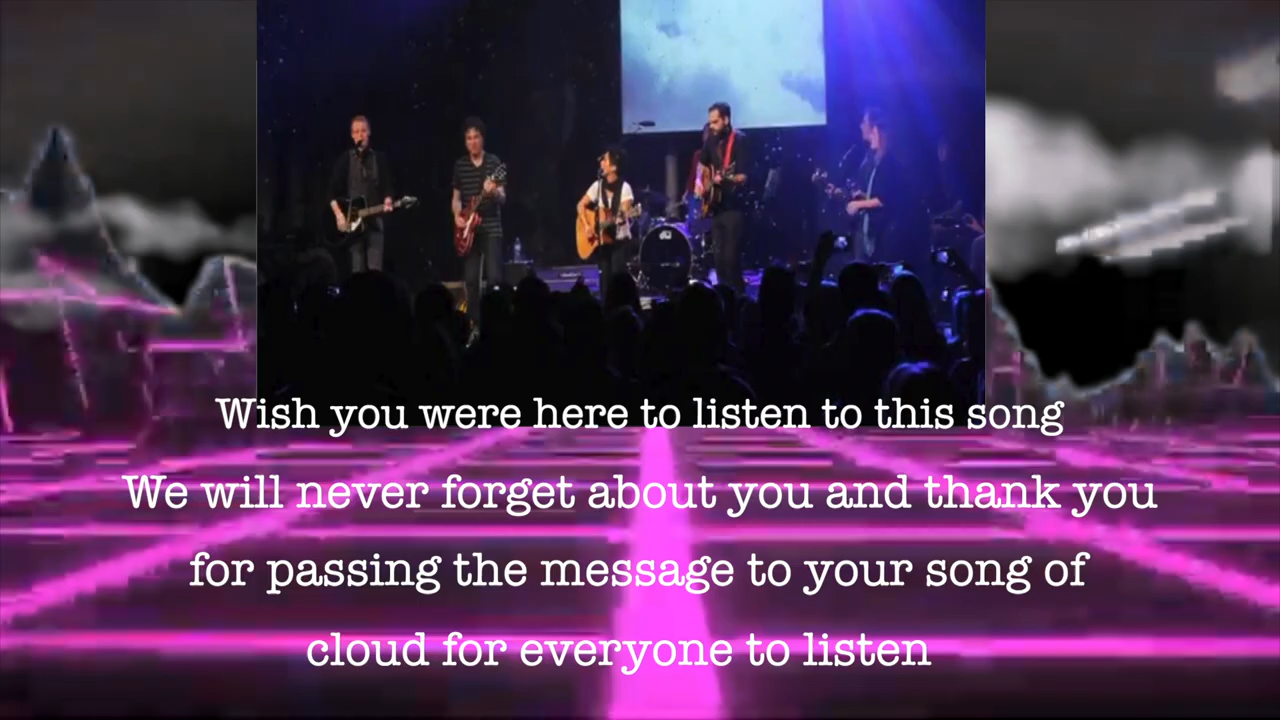 Wish you were here to listen to this song
We will never forget about you and thank you
for passing the message to your song of
cloud for everyone to listen